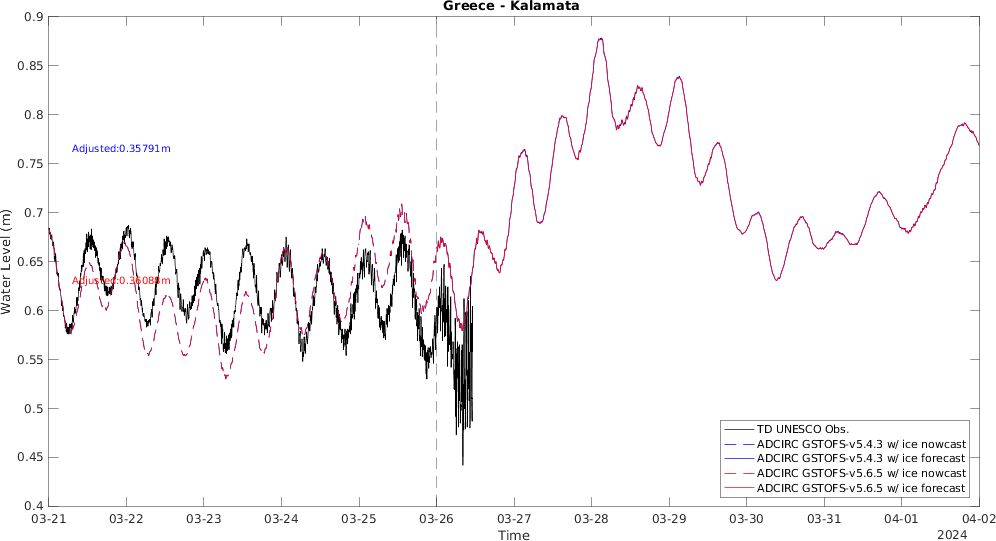 Greece - Kalamata
0.9
0.85
0.8
0.75
0.7
0.65
0.6
0.55
0.5
0.45
0.4
Water Level (m)
Adjusted:0.35791m
Adjusted:0.36088m
TD UNESCO Obs.
ADCIRC GSTOFS-v5.4.3 w/ ice nowcast
ADCIRC GSTOFS-v5.4.3 w/ ice forecast
ADCIRC GSTOFS-v5.6.5 w/ ice nowcast
ADCIRC GSTOFS-v5.6.5 w/ ice forecast
03-21 03-22 03-23 03-24 03-25 03-26 03-27 03-28 03-29 03-30 03-31 04-01 04-02
Time
2024